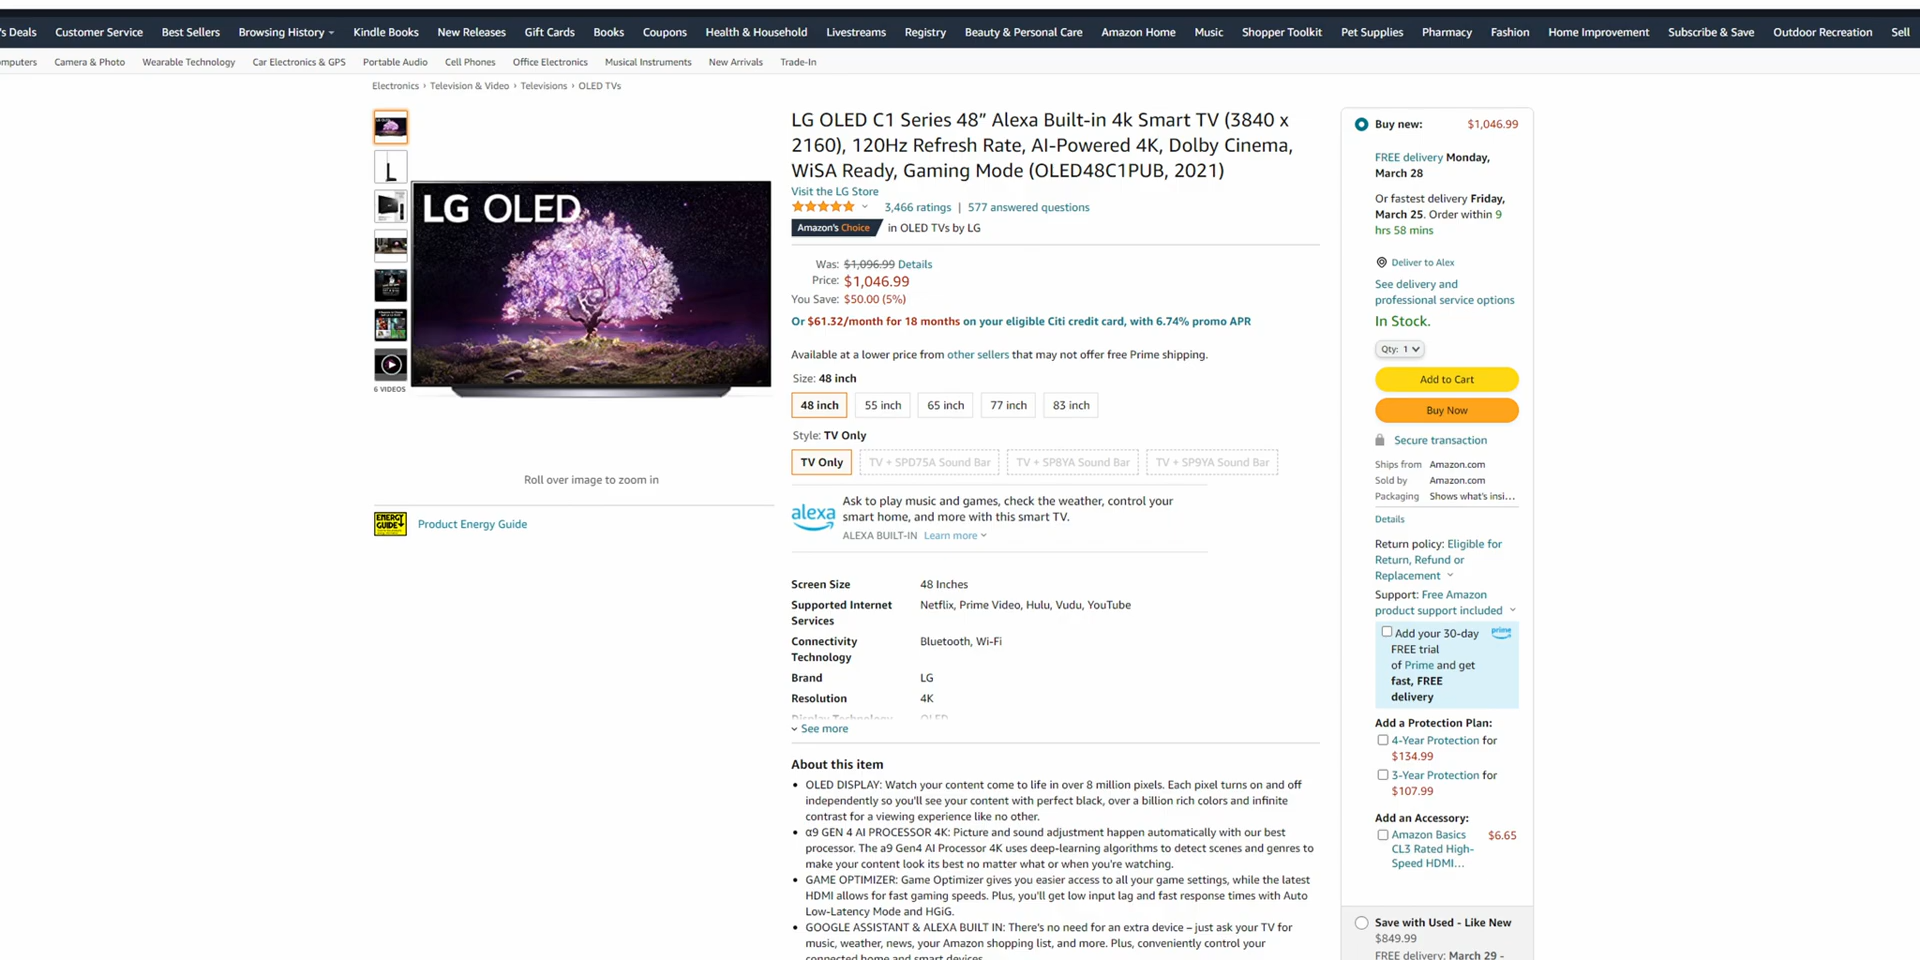 's Deals Customer Service Best Sellers Browsing History Kindle Books New Releases Gift Cards Books Coupons Health & Household Livestreams Registry Beauty & Personal Care Amazon Home Music Shopper Toolkit Pet Supplies Pharmacy Fashion Home Improvement Subscribe & Save Outdoor Recreation Sell
mputers Camera & Photo Wearable Technology Car Electronics & GPS Portable Audio Cell Phones Office Electronics Musical Instruments New Arrivals Trade-In
Electronics › Television & Video › Televisions › OLED TVs
LG OLED
6 VIDEOS
Roll over image to zoom in
ENERGY GUIDE
Product Energy Guide
LG OLED C1 Series 48” Alexa Built-in 4k Smart TV (3840 x
2160), 120Hz Refresh Rate, AI-Powered 4K, Dolby Cinema,
WiSA Ready, Gaming Mode (OLED48C1PUB, 2021)
Visit the LG Store
3,466 ratings | 577 answered questions
Amazon's Choice in OLED TVs by LG
Was: $1,096.99 Details
Price: $1,046.99
You Save: $50.00 (5%)
Or $61.32/month for 18 months on your eligible Citi credit card, with 6.74% promo APR
Available at a lower price from other sellers that may not offer free Prime shipping.
Size: 48 inch
48 inch 55 inch 65 inch 77 inch 83 inch
Style: TV Only
TV Only TV + SPD75A Sound Bar TV + SP8YA Sound Bar TV + SP9YA Sound Bar
alexa
Ask to play music and games, check the weather, control your
smart home, and more with this smart TV.
ALEXA BUILT-IN Learn more
Screen Size 48 Inches
Supported Internet Netflix, Prime Video, Hulu, Vudu, YouTube
Services
Connectivity Bluetooth, Wi-Fi
Technology
Brand LG
Resolution 4K
Display Technology OLED
See more
About this item
• OLED DISPLAY: Watch your content come to life in over 8 million pixels. Each pixel turns on and off
independently so you'll see your content with perfect black, over a billion rich colors and infinite
contrast for a viewing experience like no other.
• α9 GEN 4 AI PROCESSOR 4K: Picture and sound adjustment happen automatically with our best
processor. The a9 Gen4 AI Processor 4K uses deep-learning algorithms to detect scenes and genres to
make your content look its best no matter what or when you're watching.
• GAME OPTIMIZER: Game Optimizer gives you easier access to all your game settings, while the latest
HDMI allows for fast gaming speeds. Plus, you'll get low input lag and fast response times with Auto
Low-Latency Mode and HGiG.
• GOOGLE ASSISTANT & ALEXA BUILT IN: There's no need for an extra device – just ask your TV for
music, weather, news, your Amazon shopping list, and more. Plus, conveniently control your
connected home and smart devices.
Buy new: $1,046.99
FREE delivery Monday,
March 28
Or fastest delivery Friday,
March 25. Order within 9
hrs 58 mins
Deliver to Alex
See delivery and
professional service options
In Stock.
Qty: 1
Add to Cart
Buy Now
Secure transaction
Ships from Amazon.com
Sold by Amazon.com
Packaging Shows what's insi...
Details
Return policy: Eligible for
Return, Refund or
Replacement
Support: Free Amazon
product support included
Add your 30-day prime
FREE trial
of Prime and get
fast, FREE
delivery
Add a Protection Plan:
4-Year Protection for
$134.99
3-Year Protection for
$107.99
Add an Accessory:
Amazon Basics $6.65
CL3 Rated High-
Speed HDMI...
Save with Used - Like New
$849.99
FREE delivery: March 29 -